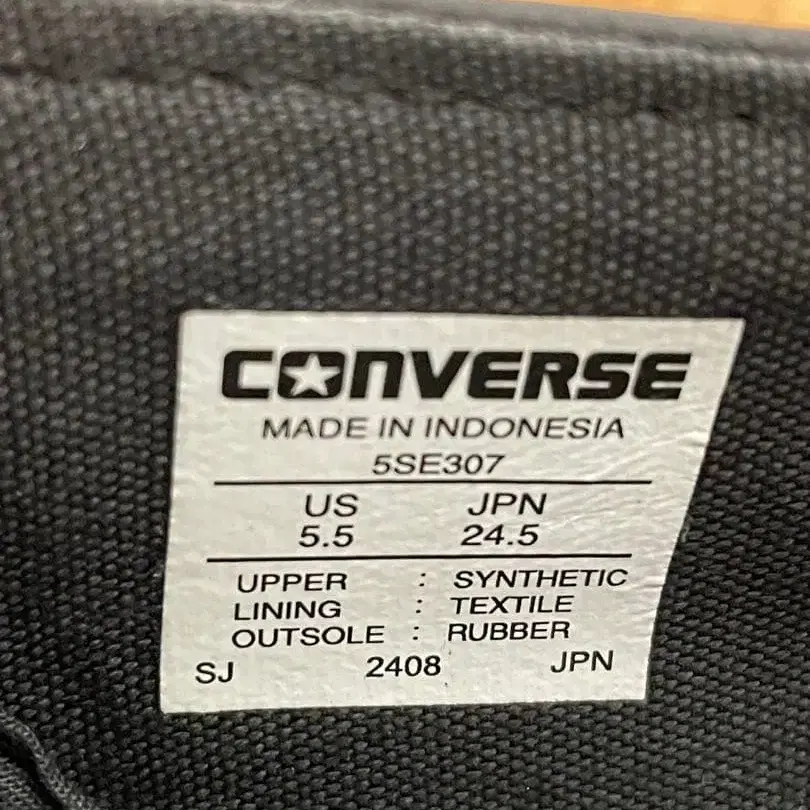 CONVERSE
MADE IN INDONESIA
5SE307
US JPN
5.5 24.5
UPPER : SYNTHETIC
LINING : TEXTILE
OUTSOLE : RUBBER
SJ 2408 JPN